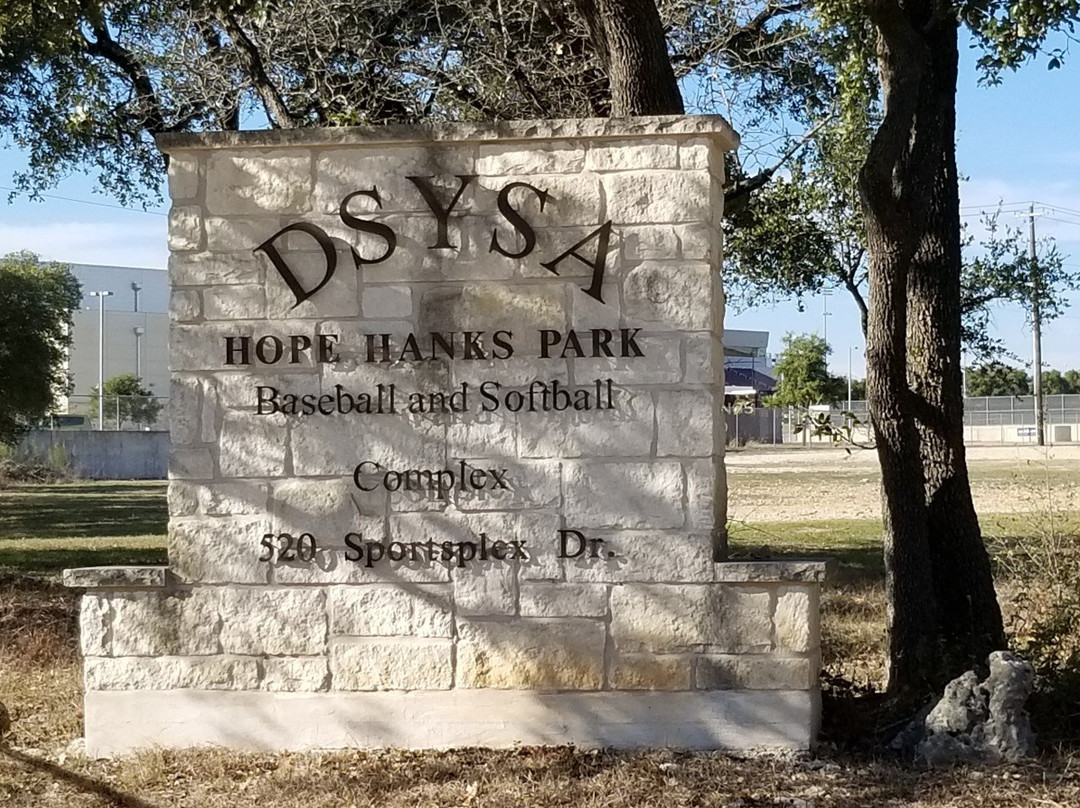 DSYSA
HOPE HANKS PARK
Baseball and Softball
Complex
520 Sportsplex Dr.